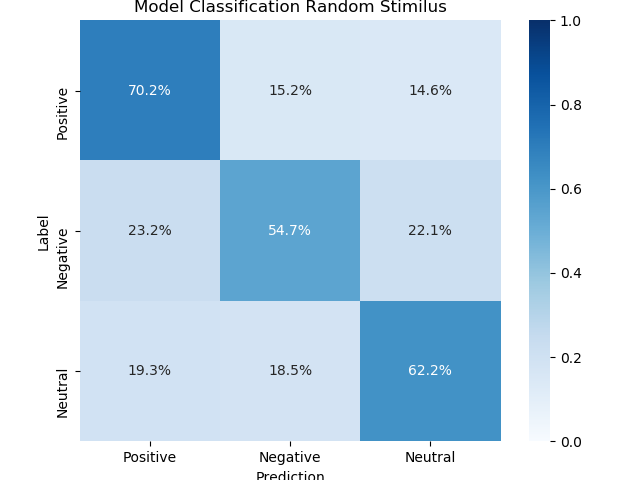 Model Classification Random Stimilus
Positive
70.2%
15.2%
14.6%
Label
Negative
23.2%
54.7%
22.1%
Neutral
19.3%
18.5%
62.2%
Positive
Negative
Neutral
Prediction
1.0
0.8
0.6
0.4
0.2
0.0